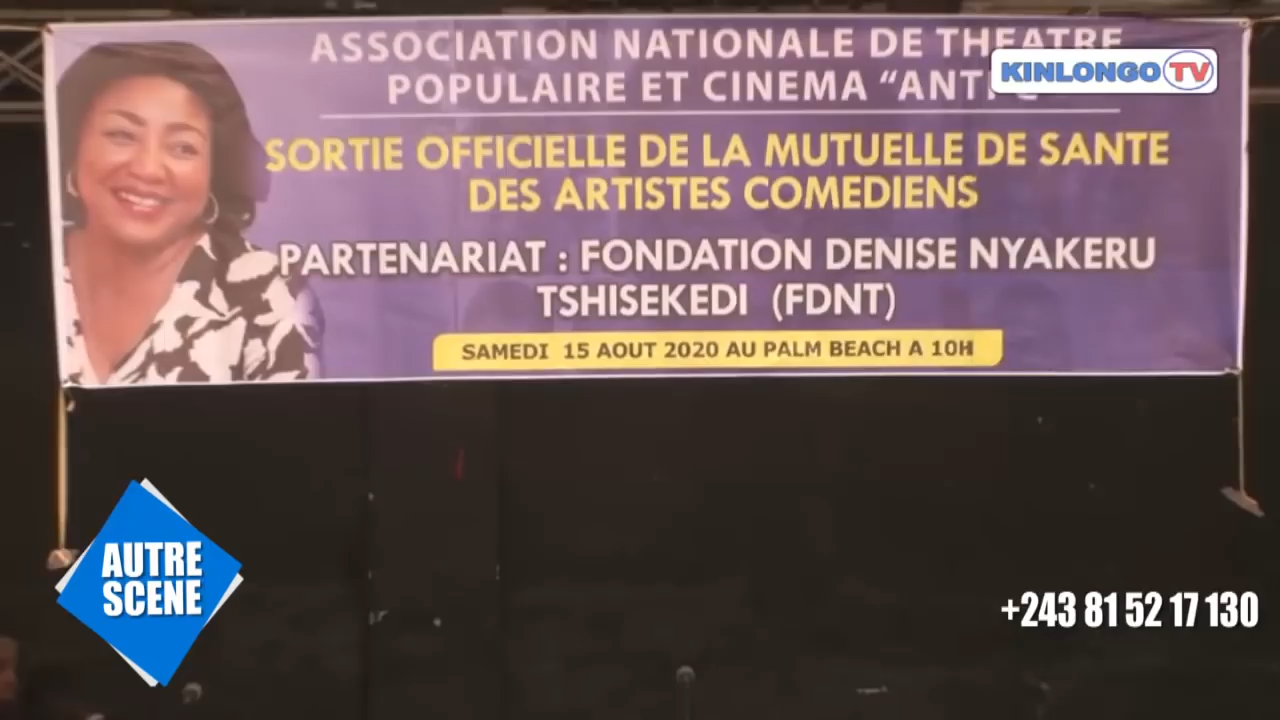 ASSOCIATION NATIONALE DE THEATRE
POPULAIRE ET CINEMA
KINLONGO TV
SORTIE OFFICIELLE DE LA MUTUELLE DE SANTE
DES ARTISTES COMEDIENS
PARTENARIAT : FONDATION DENISE NYAKERU
TSHISEKEDI (FDNT)
SAMEDI 15 AOUT 2020 AU PALM BEACH A 10H
AUTRE
SCENE
+243 81 52 17 130